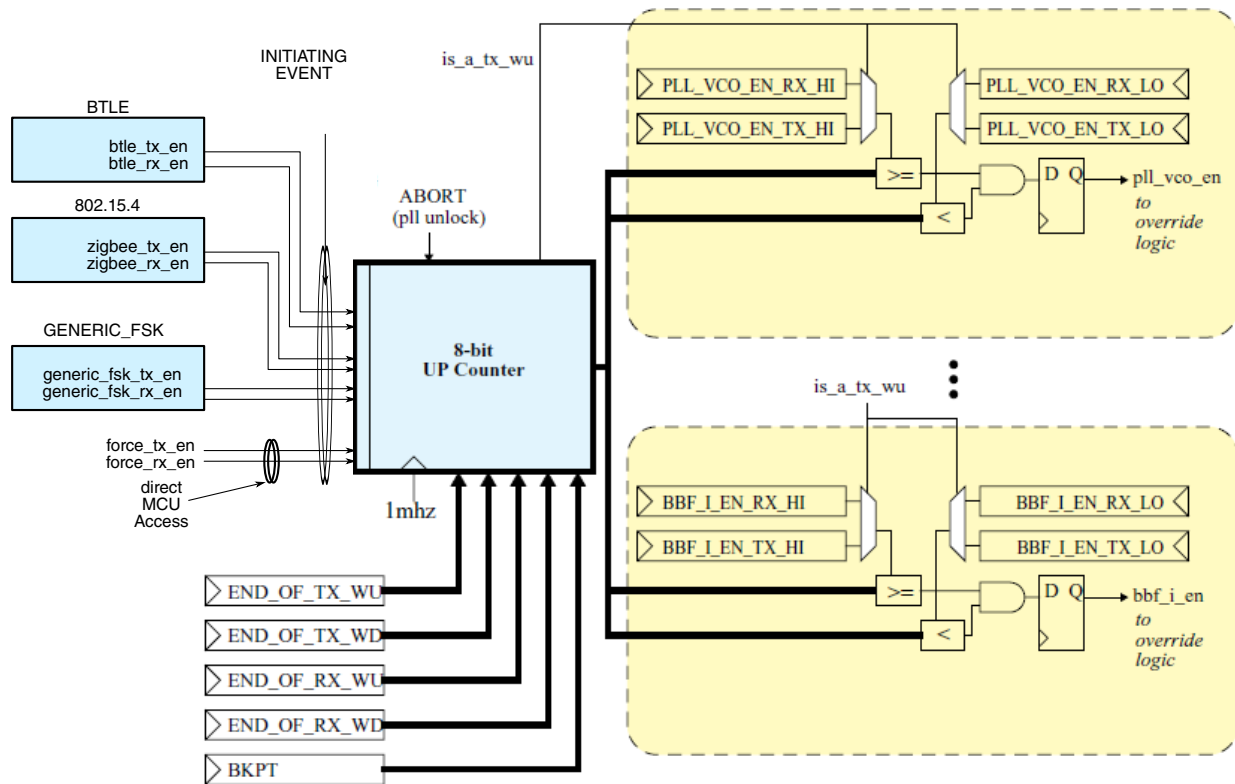 INITIATING
EVENT
is_a_tx_wu
BTLE
btle_tx_en
btle_rx_en
802.15.4
zigbee_tx_en
zigbee_rx_en
GENERIC_FSK
generic_fsk_tx_en
generic_fsk_rx_en
force_tx_en
force_rx_en
direct
MCU
Access
ABORT
(pll unlock)
8-bit
UP Counter
1mhz
END_OF_TX_WU
END_OF_TX_WD
END_OF_RX_WU
END_OF_RX_WD
BKPT
PLL_VCO_EN_RX_HI
PLL_VCO_EN_RX_LO
PLL_VCO_EN_TX_HI
PLL_VCO_EN_TX_LO
>=
<
D Q
pll_vco_en
to
override
logic
is_a_tx_wu
BBF_I_EN_RX_HI
BBF_I_EN_RX_LO
BBF_I_EN_TX_HI
BBF_I_EN_TX_LO
>=
<
D Q
bbf_i_en
to
override
logic